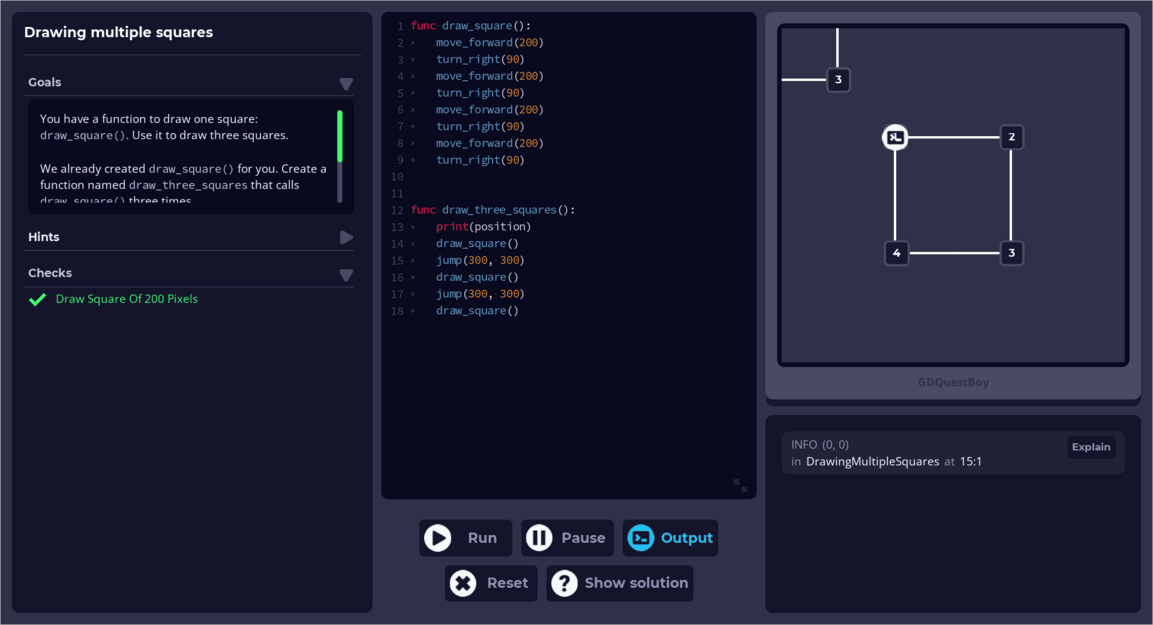 Drawing multiple squares
Goals
You have a function to draw one square:
draw_square(). Use it to draw three squares.
We already created draw_square() for you. Create a
function named draw_three_squares that calls
draw_square() three times.
Hints
Checks
Draw Square Of 200 Pixels
1 func draw_square():
2 move_forward(200)
3 turn_right(90)
4 move_forward(200)
5 turn_right(90)
6 move_forward(200)
7 turn_right(90)
8 move_forward(200)
9 turn_right(90)
10
11
12 func draw_three_squares():
13 print(position)
14 draw_square()
15 jump(300, 300)
16 draw_square()
17 jump(300, 300)
18 draw_square()
Run
Pause
Output
Reset
Show solution
3
2
4
3
GDQuestBoy
INFO (0, 0)
Explain
in DrawingMultipleSquares at 15:1